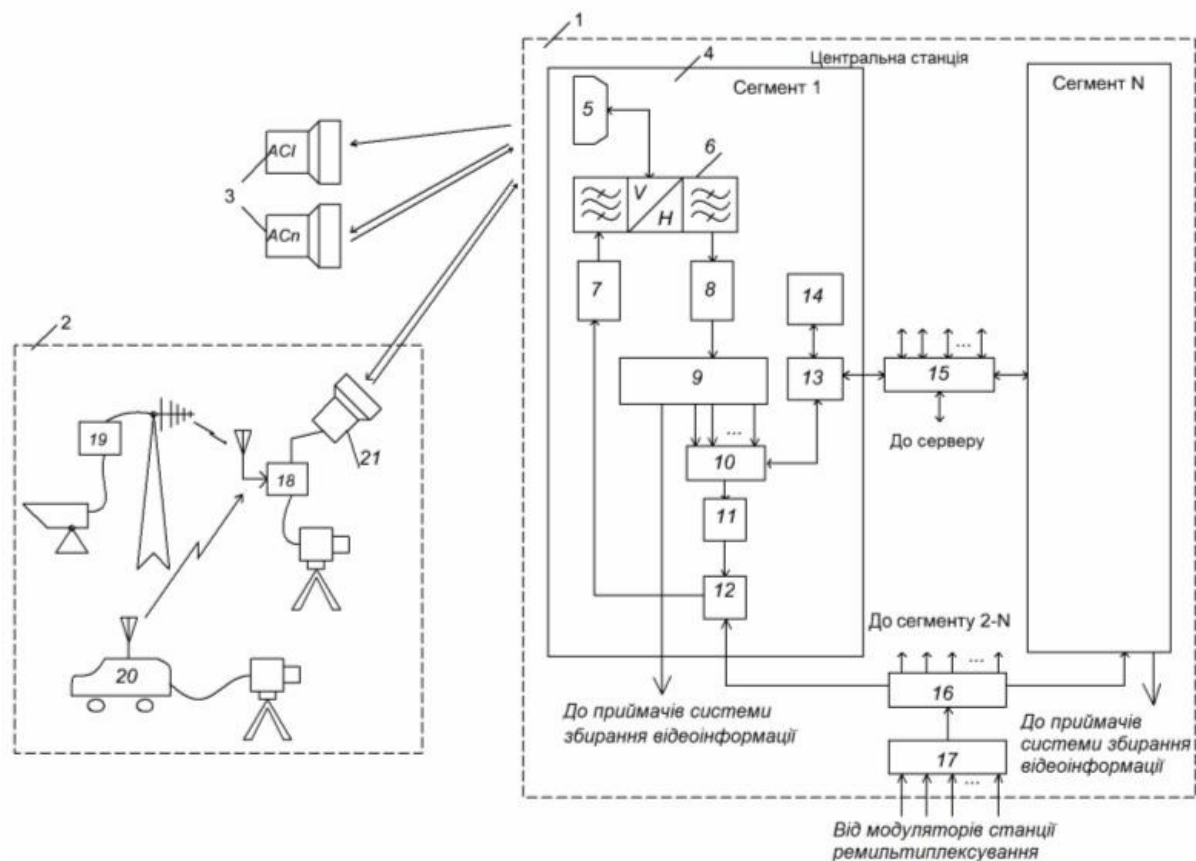 1
Центральна станція
4
Сегмент 1
Сегмент N
5
6
V
H
АСІ
3
АСп
7
8
14
2
9
13
15
...
До серверу
19
21
18
10
...
11
12
До сегменту 2-N
...
20
16
До приймачів системи
збирання відеоінформації
До приймачів
системи збирання
відеоінформації
17
...
Від модуляторів станції
ремильтиплексування